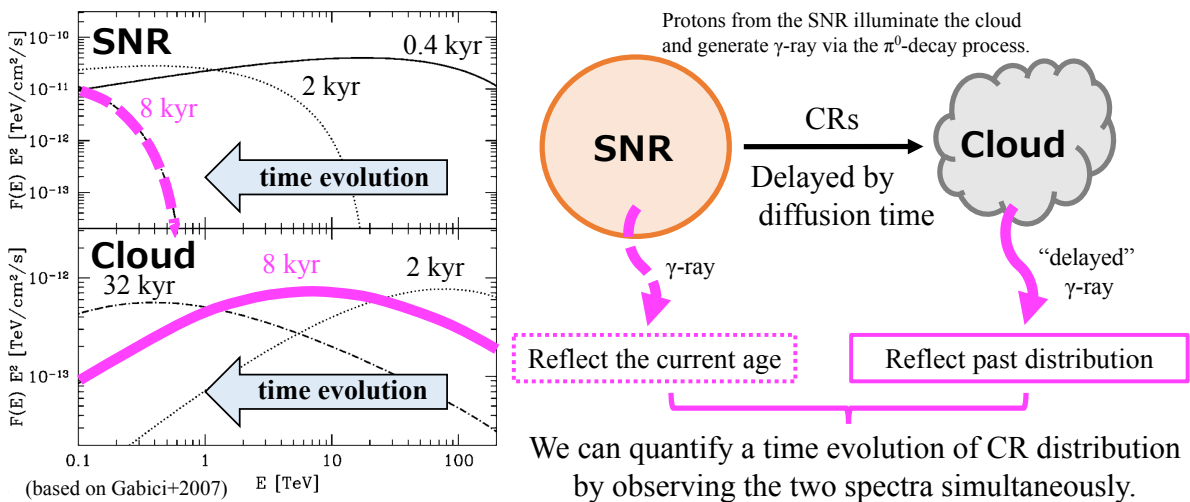 SNR
0.4 kyr
2 kyr
8 kyr
time evolution
10⁻¹⁰
10⁻¹¹
10⁻¹²
10⁻¹³
F(E) E² [TeV/cm²/s]
Cloud
32 kyr
8 kyr
2 kyr
time evolution
10⁻¹²
10⁻¹³
F(E) E² [TeV/cm²/s]
0.1 1 10 100
E [TeV]
(based on Gabici+2007)
Protons from the SNR illuminate the cloud
and generate γ-ray via the π⁰-decay process.
SNR
CRs
Delayed by
diffusion time
Cloud
γ-ray
“delayed”
γ-ray
Reflect the current age
Reflect past distribution
We can quantify a time evolution of CR distribution
by observing the two spectra simultaneously.